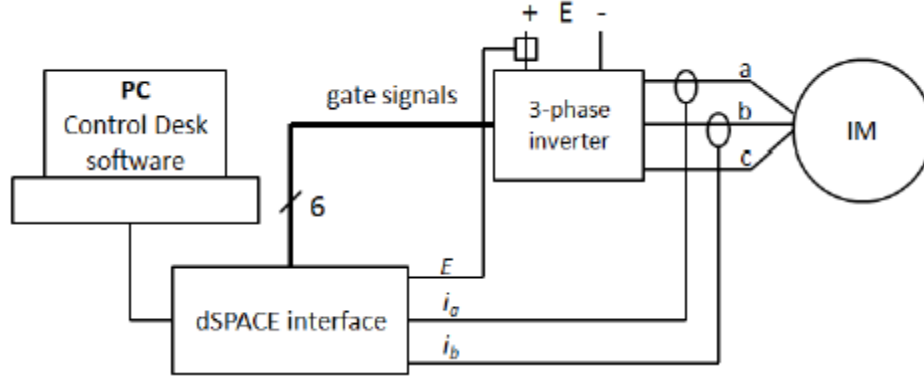 + E -
PC
Control Desk
software
gate signals
3-phase
inverter
a
b
c
IM
6
E
dSPACE interface
i_a
i_b